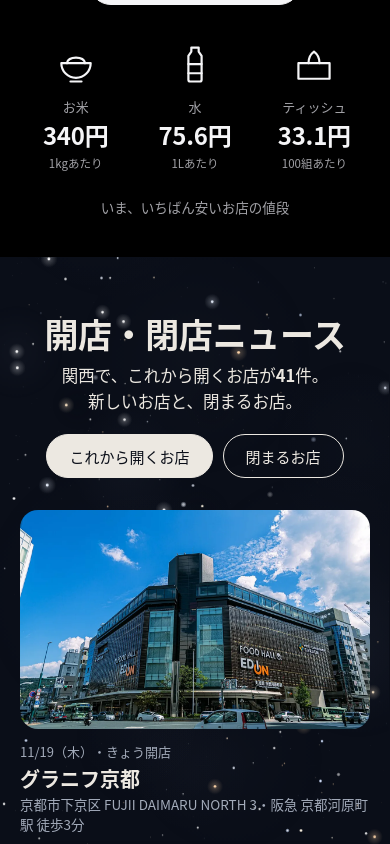 お米
水
ティッシュ
340円
75.6円
33.1円
1kgあたり
1Lあたり
100組あたり
いま、いちばん安いお店の値段
開店・閉店ニュース
関西で、これから開くお店が41件。
新しいお店と、閉まるお店。
これから開くお店
閉まるお店
FOOD HALL
EDION
EDION
11/19（木）・きょう開店
グラニフ京都
京都市下京区 FUJII DAIMARU NORTH 3.・阪急 京都河原町
駅 徒歩3分